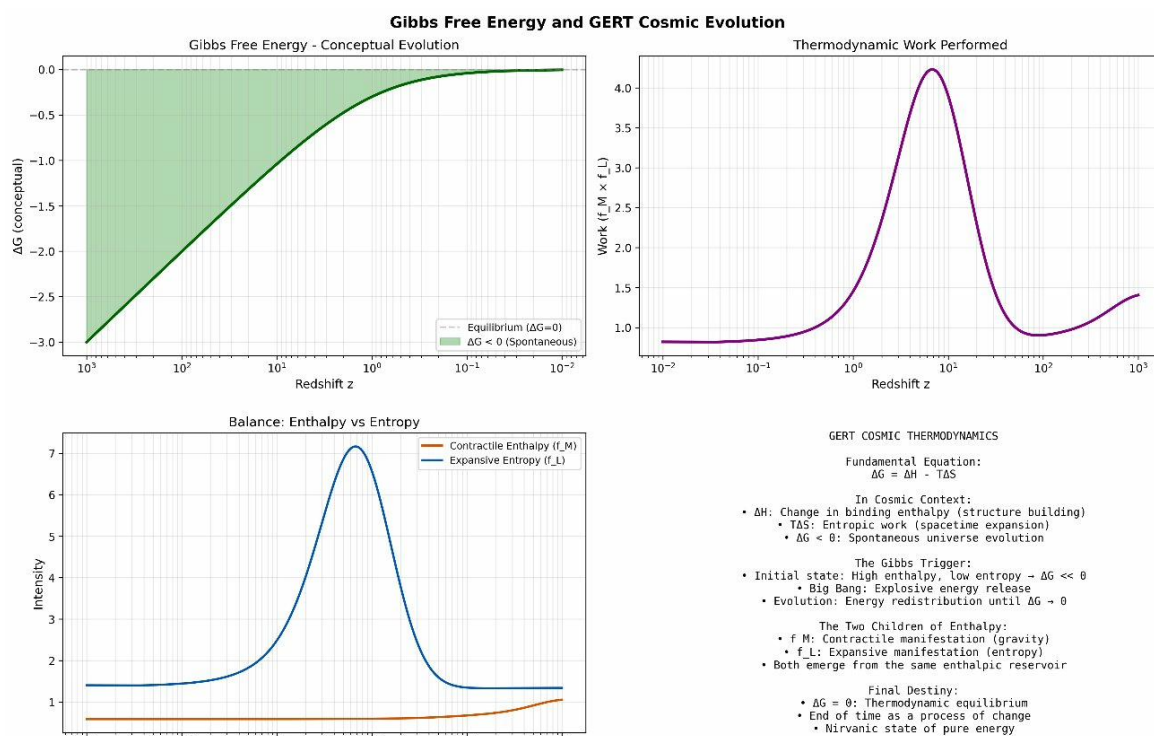 Gibbs Free Energy and GERT Cosmic Evolution
Gibbs Free Energy - Conceptual Evolution
0.0
−0.5
−1.0
−1.5
−2.0
−2.5
−3.0
ΔG (conceptual)
Equilibrium (ΔG=0)
ΔG < 0 (Spontaneous)
10³
10²
10¹
10⁰
10⁻¹
10⁻²
Redshift z
Thermodynamic Work Performed
4.0
3.5
3.0
2.5
2.0
1.5
1.0
Work (f_M × f_L)
10⁻²
10⁻¹
10⁰
10¹
10²
10³
Redshift z
Balance: Enthalpy vs Entropy
7
6
5
4
3
2
1
Intensity
Contractile Enthalpy (f_M)
Expansive Entropy (f_L)
GERT COSMIC THERMODYNAMICS
Fundamental Equation:
ΔG = ΔH - TΔS
In Cosmic Context:
• ΔH: Change in binding enthalpy (structure building)
• TΔS: Entropic work (spacetime expansion)
• ΔG < 0: Spontaneous universe evolution
The Gibbs Trigger:
• Initial state: High enthalpy, low entropy → ΔG << 0
• Big Bang: Explosive energy release
• Evolution: Energy redistribution until ΔG → 0
The Two Children of Enthalpy:
• f_M: Contractile manifestation (gravity)
• f_L: Expansive manifestation (entropy)
• Both emerge from the same enthalpic reservoir
Final Destiny:
• ΔG = 0: Thermodynamic equilibrium
• End of time as a process of change
• Nirvanic state of pure energy